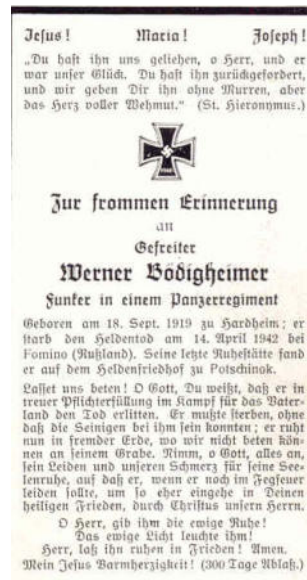 Jesus! Maria! Joseph!
„Du hast ihn uns geliehen, o Herr, und er
war unser Glück. Du hast ihn zurückgefordert,
und wir geben Dir ihn ohne Murren, aber
das Herz voller Wehmut.“ (St. Hieronymus.)
Zur frommen Erinnerung
an
Gefreiter
Werner Bödigheimer
Funker in einem Panzerregiment
Geboren am 18. Sept. 1919 zu Hardheim; er
starb den Heldentod am 14. April 1942 bei
Fomino (Rußland). Seine letzte Ruhestätte fand
er auf dem Heldenfriedhof zu Potschinok.
Lasset uns beten! O Gott, Du weißt, daß er in
treuer Pflichterfüllung im Kampf für das Vater-
land den Tod erlitten. Er mußte sterben, ohne
daß die Seinigen bei ihm sein konnten; er ruht
nun in fremder Erde, wo wir nicht beten kön-
nen an seinem Grabe. Nimm, o Gott, alles an,
sein Leiden und unseren Schmerz für seine See-
lenruhe, auf daß er, wenn er noch im Fegfeuer
leiden sollte, um so eher eingehe in Deinen
heiligen Frieden, durch Christus unsern Herrn.
O Herr, gib ihm die ewige Ruhe!
Das ewige Licht leuchte ihm!
Herr, laß ihn ruhen in Frieden! Amen.
Mein Jesus Barmherzigkeit! (300 Tage Ablaß.)